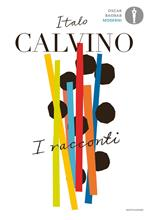 OSCAR
BAOBAB
MODERNI
Italo
CALVINO
I racconti
MONDADORI